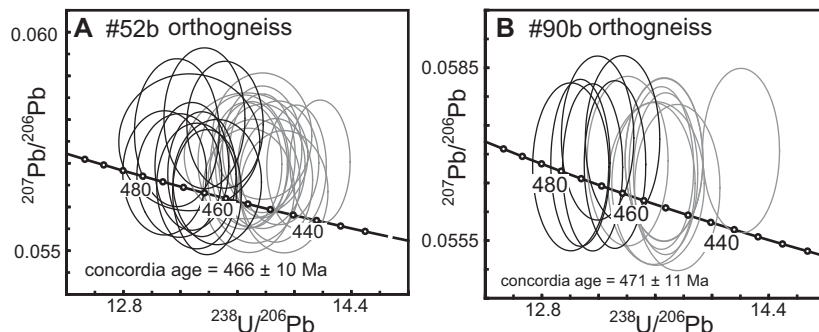 A #52b orthogneiss
0.060
207Pb/206Pb
0.055
480
460
440
concordia age = 466 ± 10 Ma
12.8
14.4
238U/206Pb
B #90b orthogneiss
0.0585
207Pb/206Pb
0.0555
480
460
440
concordia age = 471 ± 11 Ma
12.8
14.4
238U/206Pb